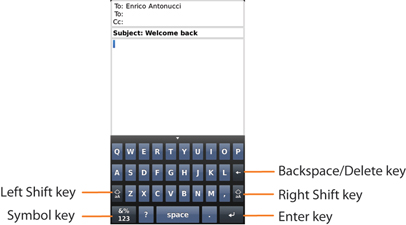 To: Enrico Antonucci
To:
Cc:
Subject: Welcome back
Q W E R T Y U I O P
A S D F G H J K L
Z X C V B N M ,
&%
123
? space .
Backspace/Delete key
Left Shift key
Right Shift key
Symbol key
Enter key